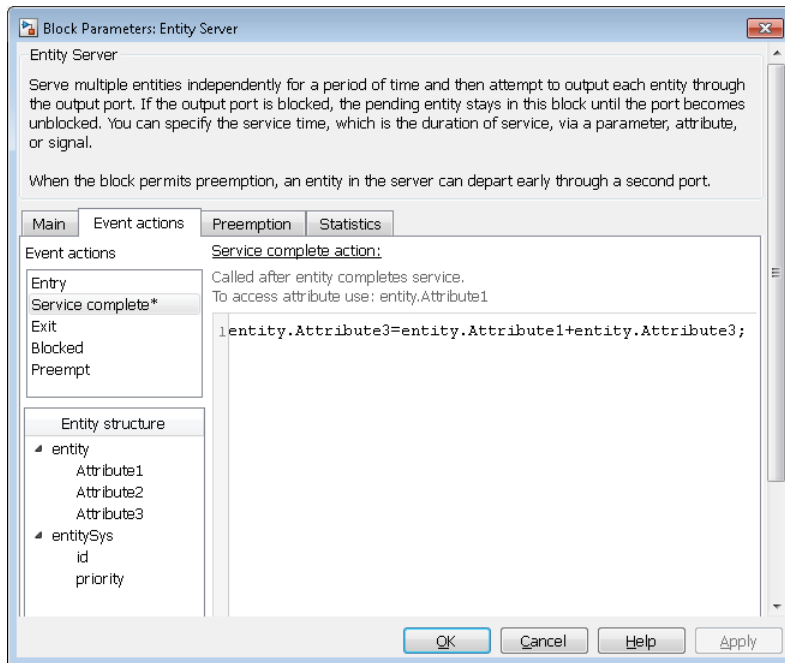 Block Parameters: Entity Server
Entity Server
Serve multiple entities independently for a period of time and then attempt to output each entity through
the output port. If the output port is blocked, the pending entity stays in this block until the port becomes
unblocked. You can specify the service time, which is the duration of service, via a parameter, attribute,
or signal.
When the block permits preemption, an entity in the server can depart early through a second port.
Main Event actions Preemption Statistics
Event actions
Entry
Service complete*
Exit
Blocked
Preempt
Entity structure
entity
Attribute1
Attribute2
Attribute3
entitySys
id
priority
Service complete action:
Called after entity completes service.
To access attribute use: entity.Attribute1
1 entity.Attribute3=entity.Attribute1+entity.Attribute3;
OK Cancel Help Apply